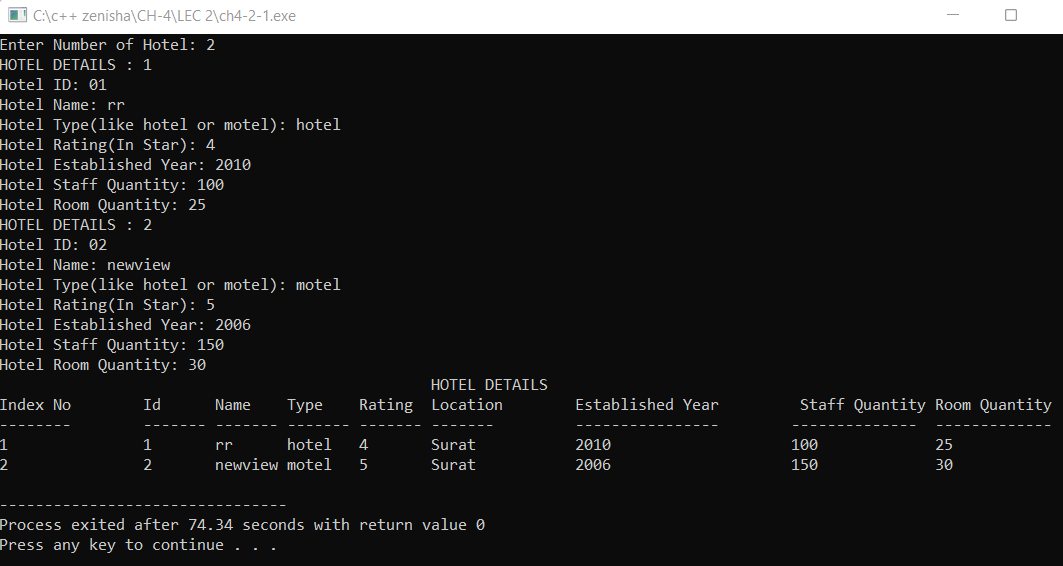 C:\c++ zenisha\CH-4\LEC 2\ch4-2-1.exe
Enter Number of Hotel: 2
HOTEL DETAILS : 1
Hotel ID: 01
Hotel Name: rr
Hotel Type(like hotel or motel): hotel
Hotel Rating(In Star): 4
Hotel Established Year: 2010
Hotel Staff Quantity: 100
Hotel Room Quantity: 25
HOTEL DETAILS : 2
Hotel ID: 02
Hotel Name: newview
Hotel Type(like hotel or motel): motel
Hotel Rating(In Star): 5
Hotel Established Year: 2006
Hotel Staff Quantity: 150
Hotel Room Quantity: 30
HOTEL DETAILS
Index No        Id      Name    Type    Rating  Location        Established Year         Staff Quantity Room Quantity
--------        ------- ------- ------- ------- -------         ----------------        --------------  -------------
1               1       rr      hotel   4       Surat           2010                    100             25
2               2       newview motel   5       Surat           2006                    150             30
--------------------------------
Process exited after 74.34 seconds with return value 0
Press any key to continue . . .